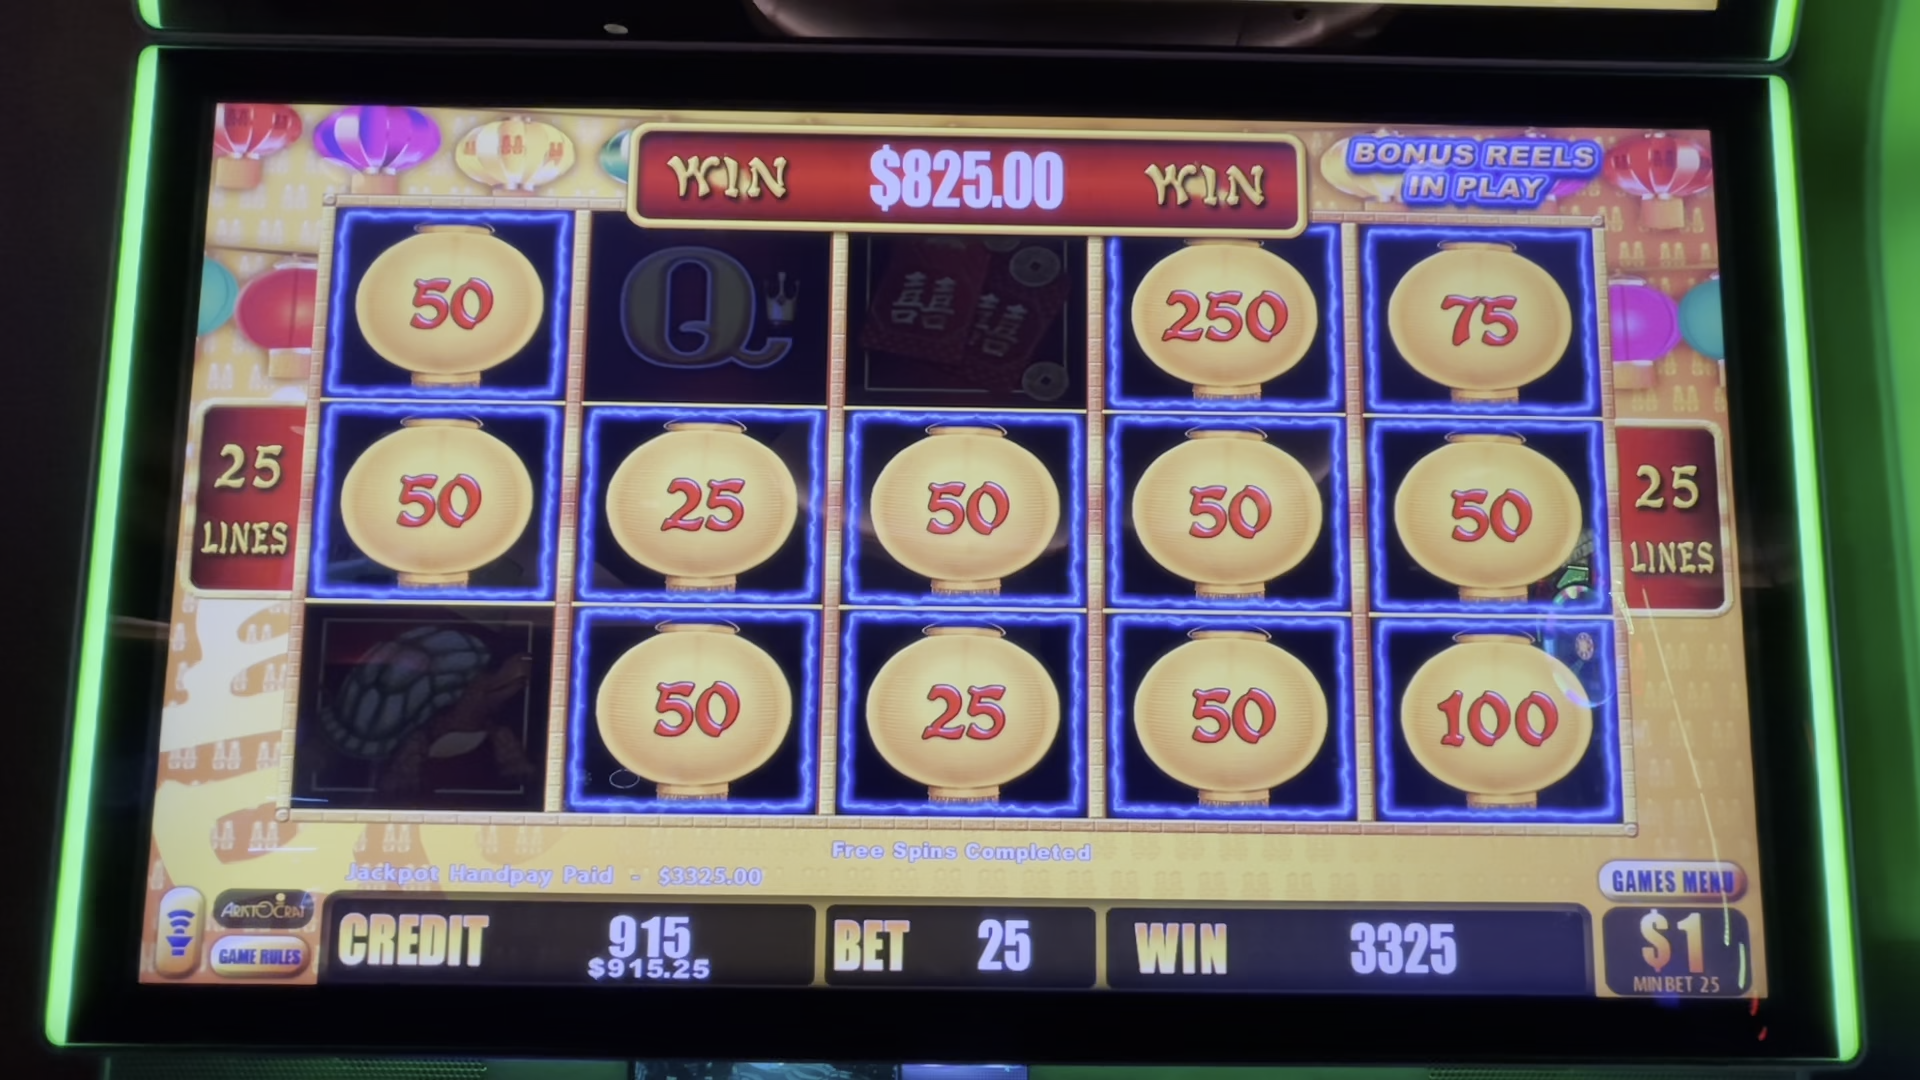 WIN $825.00 WIN
BONUS REELS
IN PLAY
50 Q 囍 囍 250 75
25
LINES
50 25 50 50 50
25
LINES
50 25 50 100
Free Spins Completed
Jackpot Handpay Paid - $3325.00
GAMES MENU
ARISTOCRAT
GAME RULES
CREDIT 915
$915.25
BET 25
WIN 3325
$1
MIN BET 25